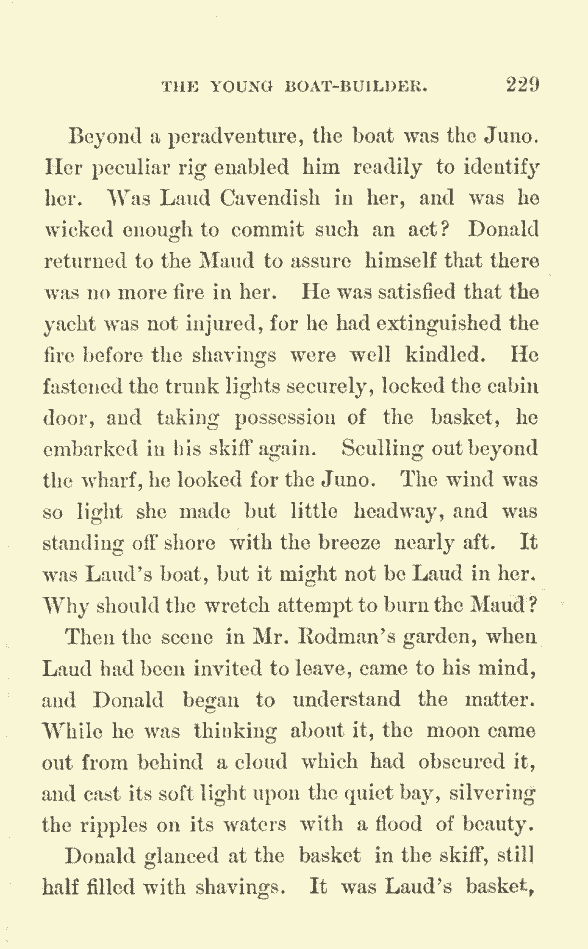 THE YOUNG BOAT-BUILDER. 229
Beyond a peradventure, the boat was the Juno.
Her peculiar rig enabled him readily to identify
her. Was Laud Cavendish in her, and was he
wicked enough to commit such an act? Donald
returned to the Maud to assure himself that there
was no more fire in her. He was satisfied that the
yacht was not injured, for he had extinguished the
fire before the shavings were well kindled. He
fastened the trunk lights securely, locked the cabin
door, and taking possession of the basket, he
embarked in his skiff again. Sculling out beyond
the wharf, he looked for the Juno. The wind was
so light she made but little headway, and was
standing off shore with the breeze nearly aft. It
was Laud's boat, but it might not be Laud in her.
Why should the wretch attempt to burn the Maud?
Then the scene in Mr. Rodman's garden, when
Laud had been invited to leave, came to his mind,
and Donald began to understand the matter.
While he was thinking about it, the moon came
out from behind a cloud which had obscured it,
and cast its soft light upon the quiet bay, silvering
the ripples on its waters with a flood of beauty.
Donald glanced at the basket in the skiff, still
half filled with shavings. It was Laud's basket,